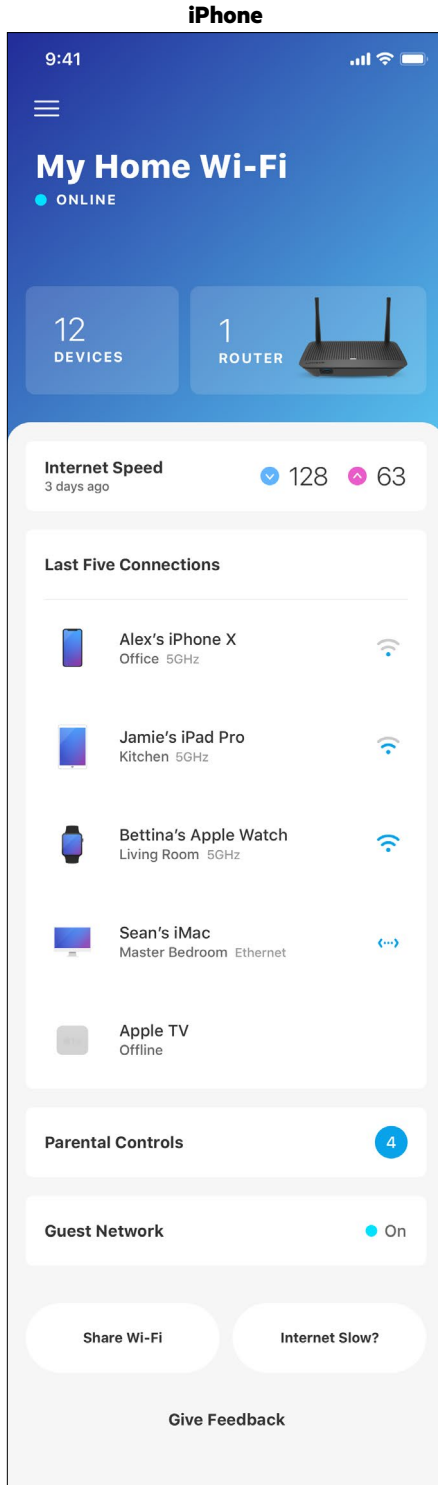 iPhone
9:41
My Home Wi-Fi
ONLINE
12
DEVICES
1
ROUTER
Internet Speed
3 days ago
128
63
Last Five Connections
Alex's iPhone X
Office 5GHz
Jamie's iPad Pro
Kitchen 5GHz
Bettina's Apple Watch
Living Room 5GHz
Sean's iMac
Master Bedroom Ethernet
Apple TV
Offline
Parental Controls
4
Guest Network
On
Share Wi-Fi
Internet Slow?
Give Feedback